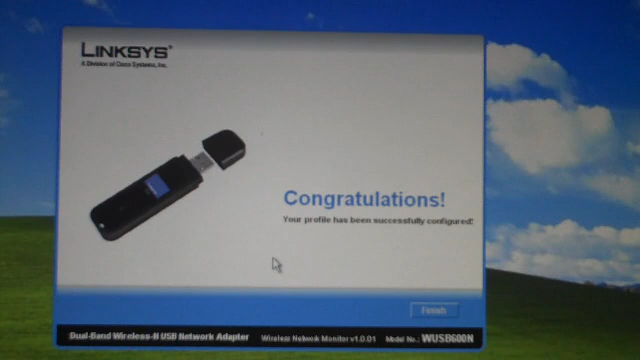 LINKSYS®
A Division of Cisco Systems, Inc.
Congratulations!
Your profile has been successfully configured!
Finish
Dual-Band Wireless-N USB Network Adapter Wireless Network Monitor v1.0.01 Model No.: WUSB600N